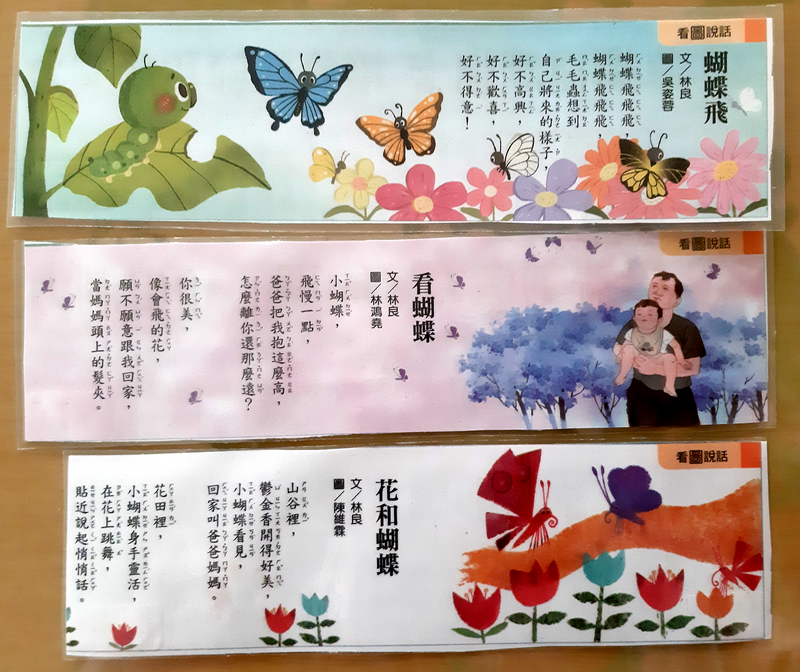 看圖說話
蝴蝶飛
文／林良
圖／吳姿蓉
蝴蝶飛飛飛，
蝴蝶飛飛飛，
毛毛蟲想到
自己將來的樣子，
好不高興，
好不歡喜，
好不得意！
看圖說話
看蝴蝶
文／林良
圖／林鴻堯
小蝴蝶，
飛慢一點，
爸爸把我抱這麼高，
怎麼離你還那麼遠？
你很美，
像會飛的花，
願不願意跟我回家，
當媽媽頭上的髮夾。
看圖說話
花和蝴蝶
文／林良
圖／陳維霖
山谷裡，
鬱金香開得好美，
小蝴蝶看見，
回家叫爸爸媽媽。
花田裡，
小蝴蝶身手靈活，
在花上跳舞，
貼近說起悄悄話。